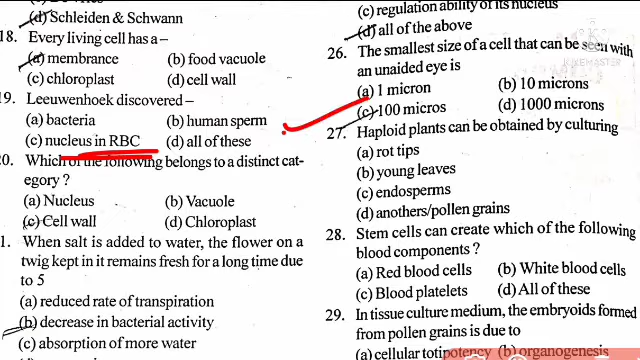 (d) Schleiden & Schwann
18. Every living cell has a–
(a) membrance (b) food vacuole
(c) chloroplast (d) cell wall
19. Leeuwenhoek discovered–
(a) bacteria (b) human sperm
(c) nucleus in RBC (d) all of these
20. Which of the following belongs to a distinct cat-
egory ?
(a) Nucleus (b) Vacuole
(c) Cell wall (d) Chloroplast
1. When salt is added to water, the flower on a
twig kept in it remains fresh for a long time due
to 5
(a) reduced rate of transpiration
(b) decrease in bacterial activity
(c) absorption of more water
(c) regulation ability of its nucleus
(d) all of the above
26. The smallest size of a cell that can be seen with
an unaided eye is
(a) 1 micron (b) 10 microns
(c) 100 micros (d) 1000 microns
27. Haploid plants can be obtained by culturing
(a) rot tips
(b) young leaves
(c) endosperms
(d) anothers/pollen grains
28. Stem cells can create which of the following
blood components ?
(a) Red blood cells (b) White blood cells
(c) Blood platelets (d) All of these
29. In tissue culture medium, the embryoids formed
from pollen grains is due to
(a) cellular totipotency (b) organogenesis
KINEMASTER